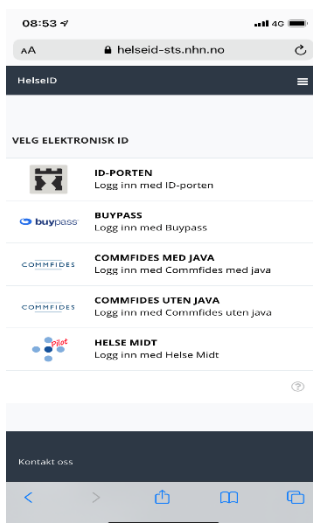 08:53
4G
AA
helseid-sts.nhn.no
HelseID
VELG ELEKTRONISK ID
ID-PORTEN
Logg inn med ID-porten
buypass
BUYPASS
Logg inn med Buypass
COMMFIDES
COMMFIDES MED JAVA
Logg inn med Commfides med java
COMMFIDES
COMMFIDES UTEN JAVA
Logg inn med Commfides uten java
Pilot
HELSE MIDT
Logg inn med Helse Midt
?
Kontakt oss